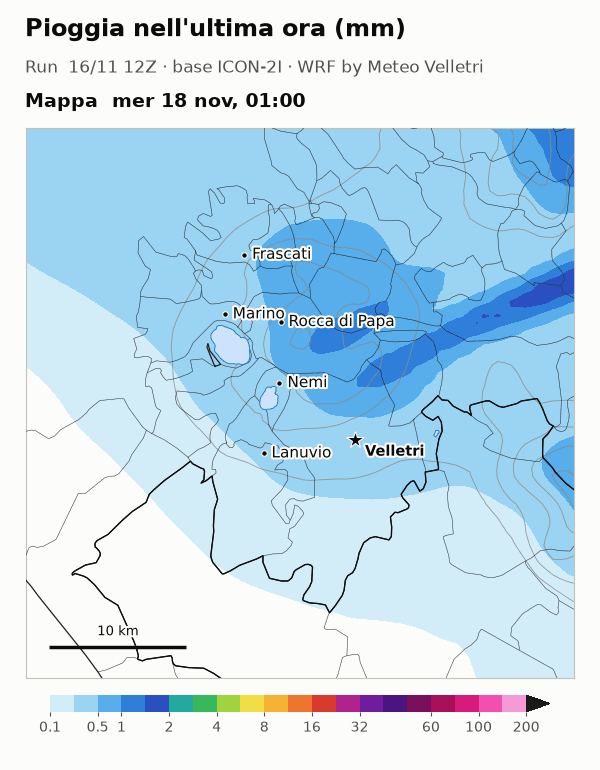 Pioggia nell'ultima ora (mm)
Run  16/11 12Z · base ICON-2I · WRF by Meteo Velletri
Mappa  mer 18 nov, 01:00
Frascati
Marino
Rocca di Papa
Nemi
Velletri
Lanuvio
10 km
0.1 0.5 1 2 4 8 16 32 60 100 200